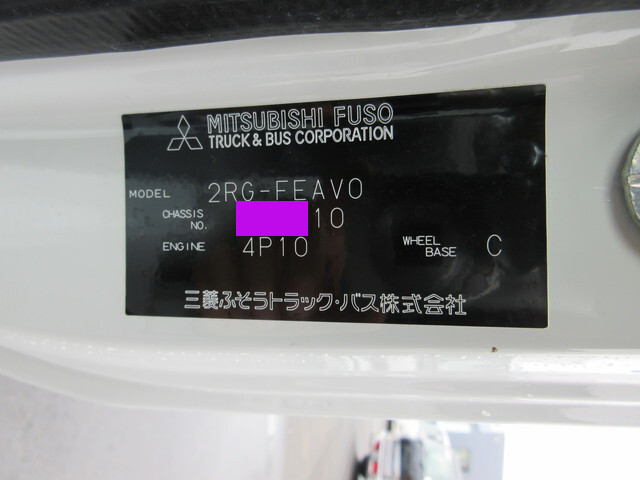 MITSUBISHI FUSO
TRUCK & BUS CORPORATION
MODEL 2RG-FEAV0
CHASSIS NO. 10
ENGINE 4P10
WHEEL BASE C
三菱ふそうトラック・バス株式会社